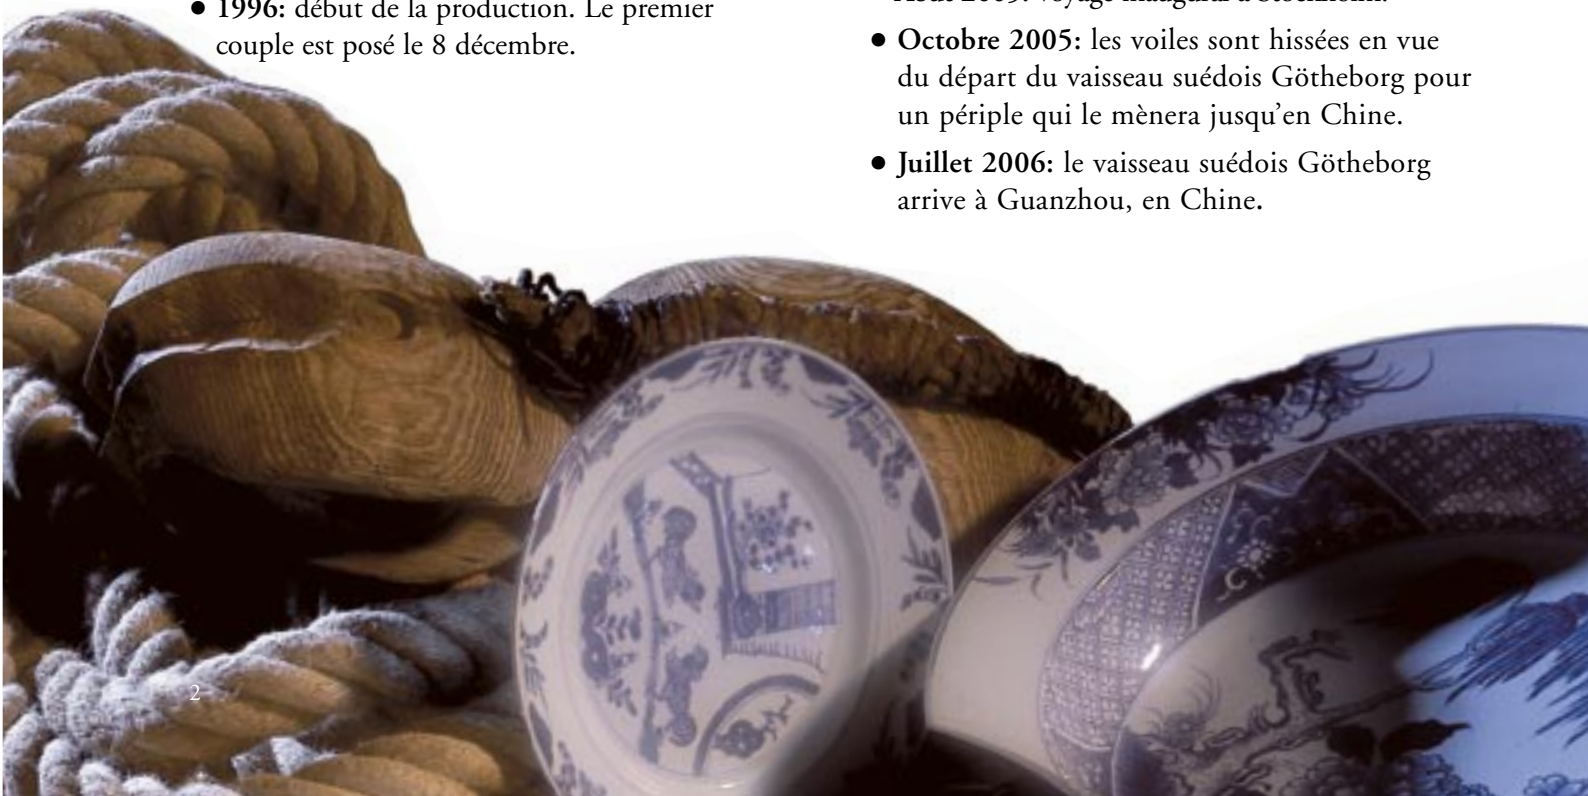 ● 1996: début de la production. Le premier
couple est posé le 8 décembre.
● Octobre 2005: les voiles sont hissées en vue
du départ du vaisseau suédois Götheborg pour
un périple qui le mènera jusqu’en Chine.
● Juillet 2006: le vaisseau suédois Götheborg
arrive à Guanzhou, en Chine.
2